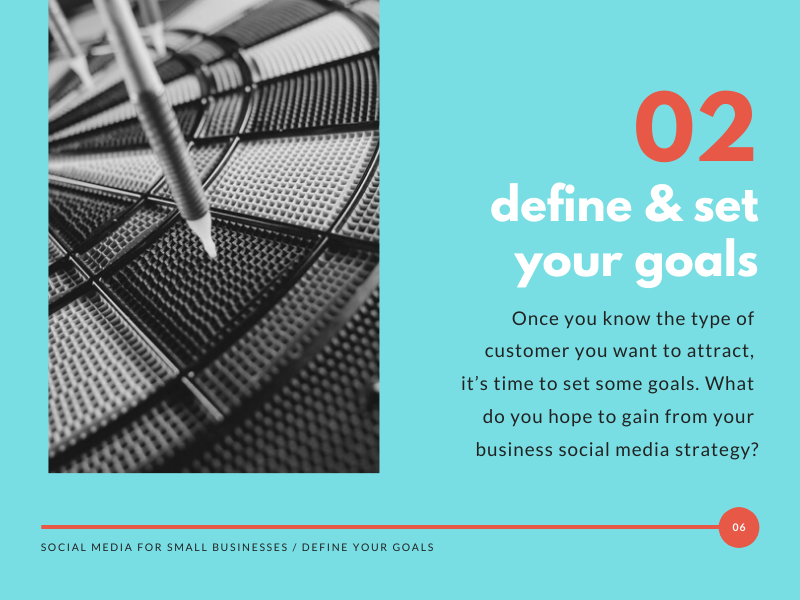 02
define & set
your goals
Once you know the type of
customer you want to attract,
it’s time to set some goals. What
do you hope to gain from your
business social media strategy?
06
SOCIAL MEDIA FOR SMALL BUSINESSES / DEFINE YOUR GOALS